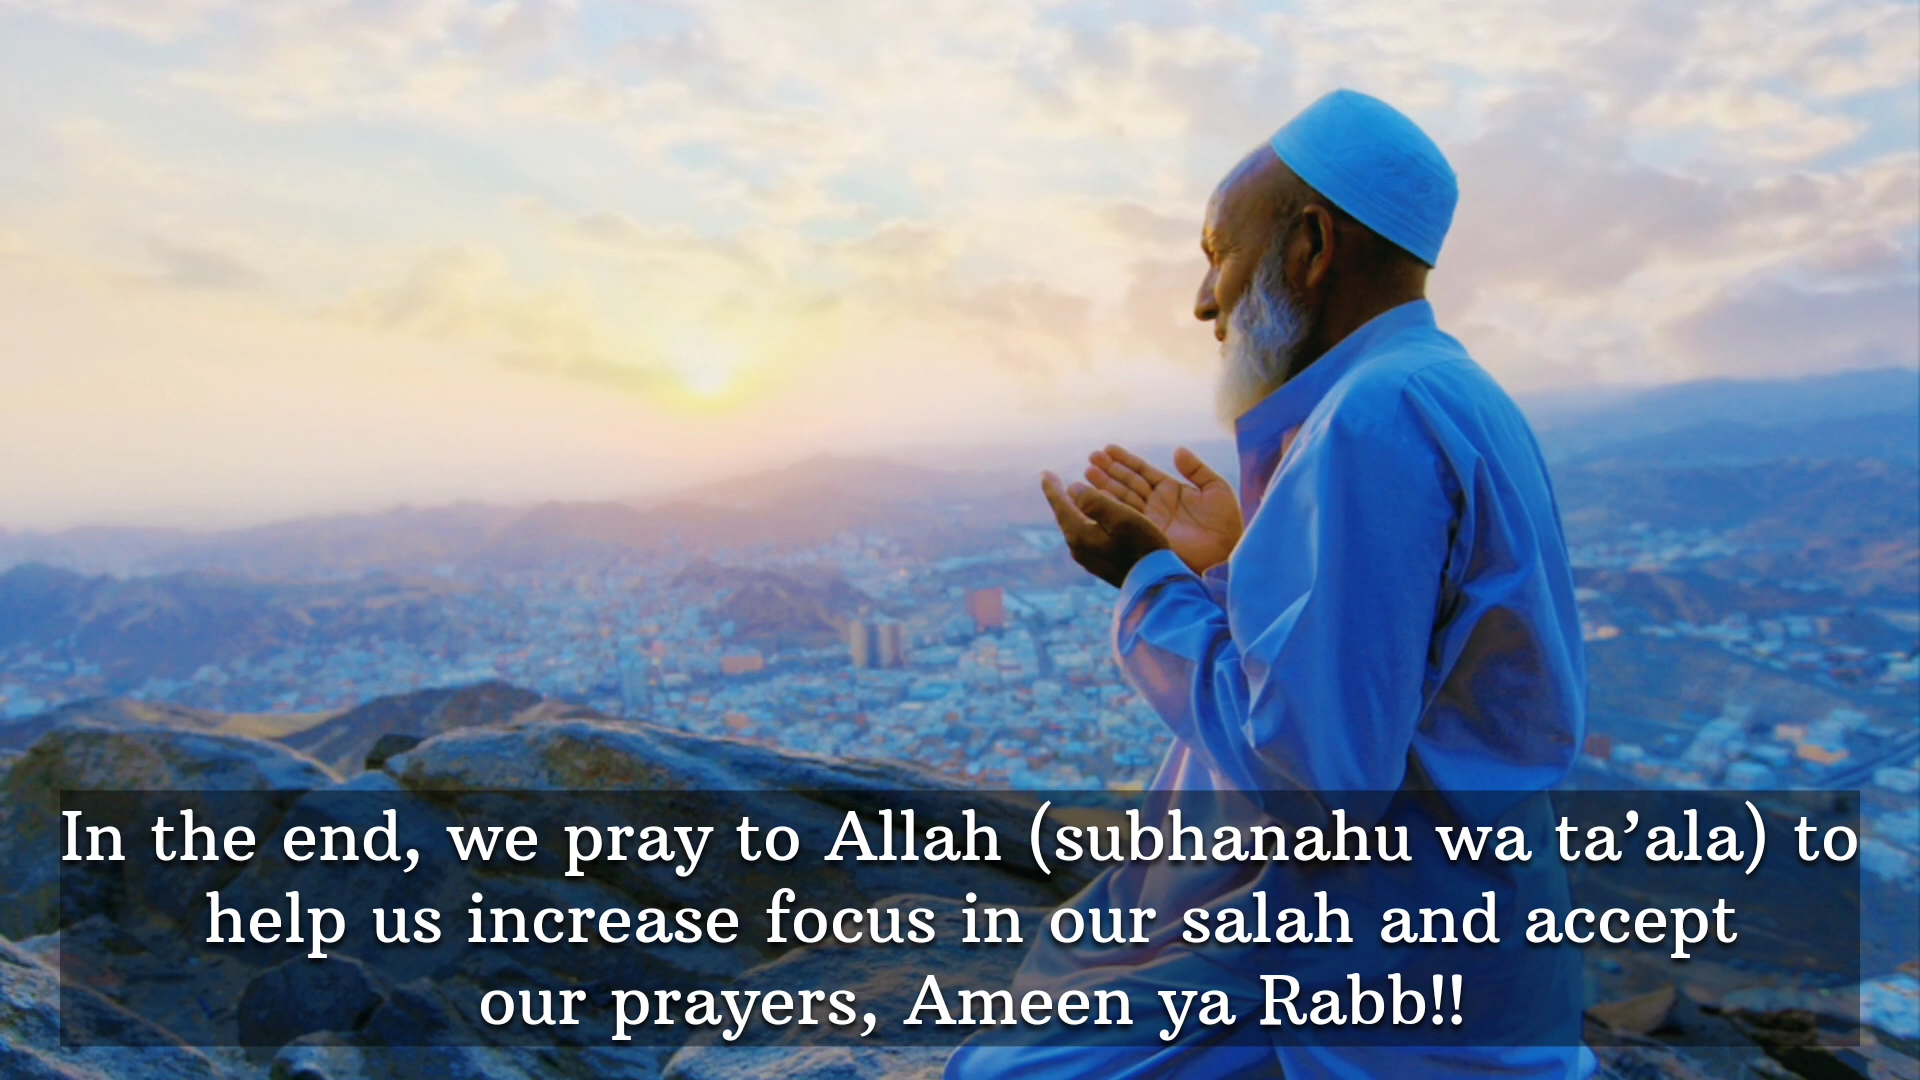 In the end, we pray to Allah (subhanahu wa ta’ala) to
help us increase focus in our salah and accept
our prayers, Ameen ya Rabb!!